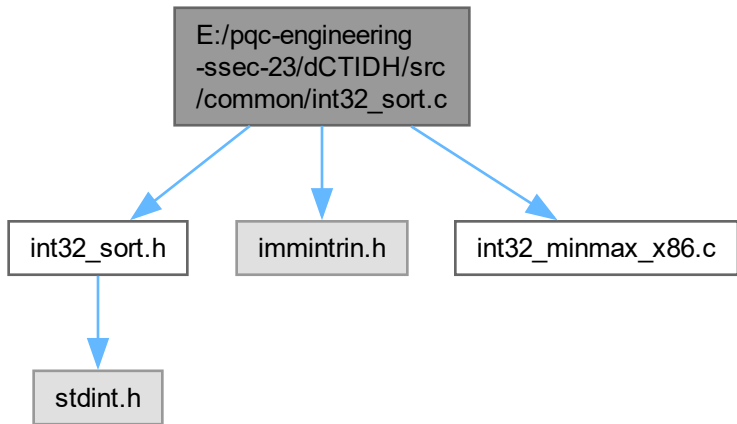 E:/pqc-engineering
-ssec-23/dCTIDH/src
/common/int32_sort.c
int32_sort.h
immintrin.h
int32_minmax_x86.c
stdint.h